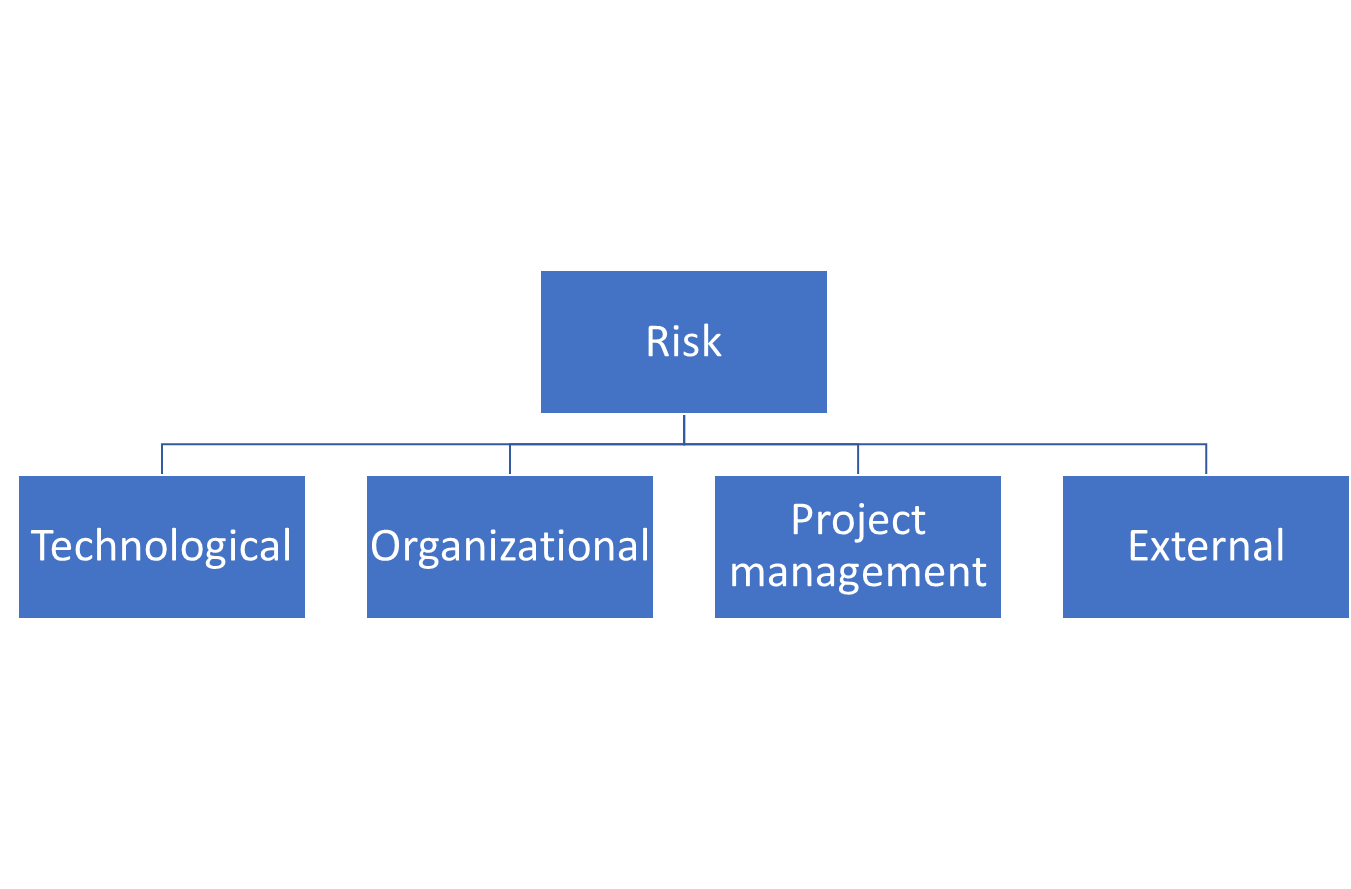 Risk
Technological
Organizational
Project
management
External